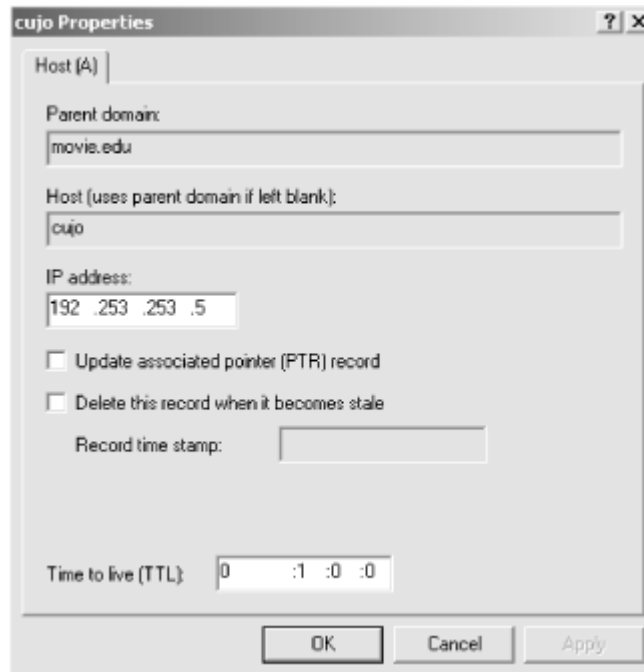 cujo Properties
Host (A)
Parent domain:
movie.edu
Host (uses parent domain if left blank):
cujo
IP address:
192 .253 .253 .5
Update associated pointer (PTR) record
Delete this record when it becomes stale
Record time stamp:
Time to live (TTL): 0 :1 :0 :0
OK Cancel Apply